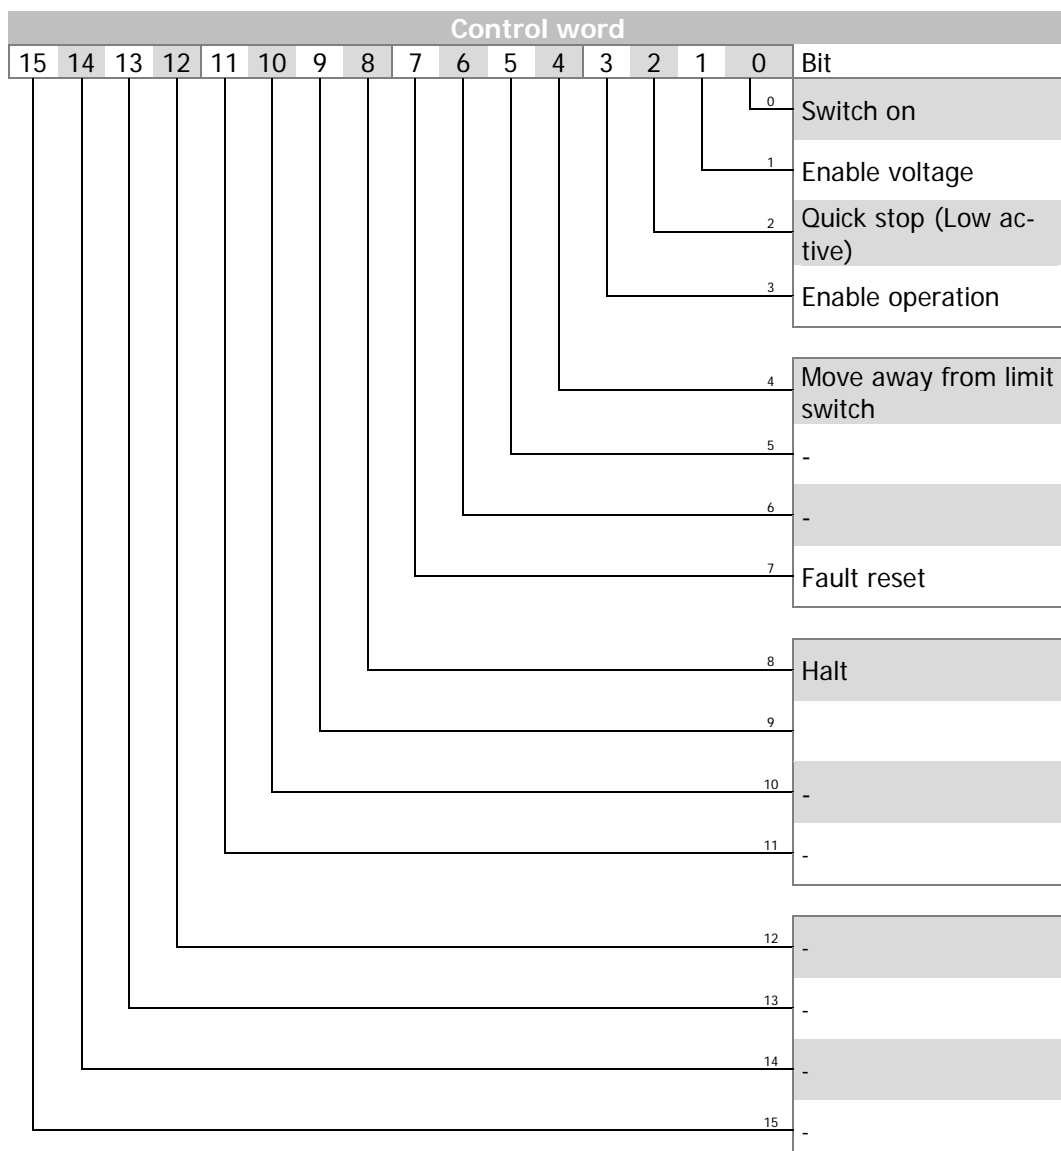 Control word
15 14 13 12 11 10 9 8 7 6 5 4 3 2 1 0 Bit
0 Switch on
1 Enable voltage
2 Quick stop (Low ac-
tive)
3 Enable operation
4 Move away from limit
switch
5 -
6 -
7 Fault reset
8 Halt
9
10 -
11 -
12 -
13 -
14 -
15 -